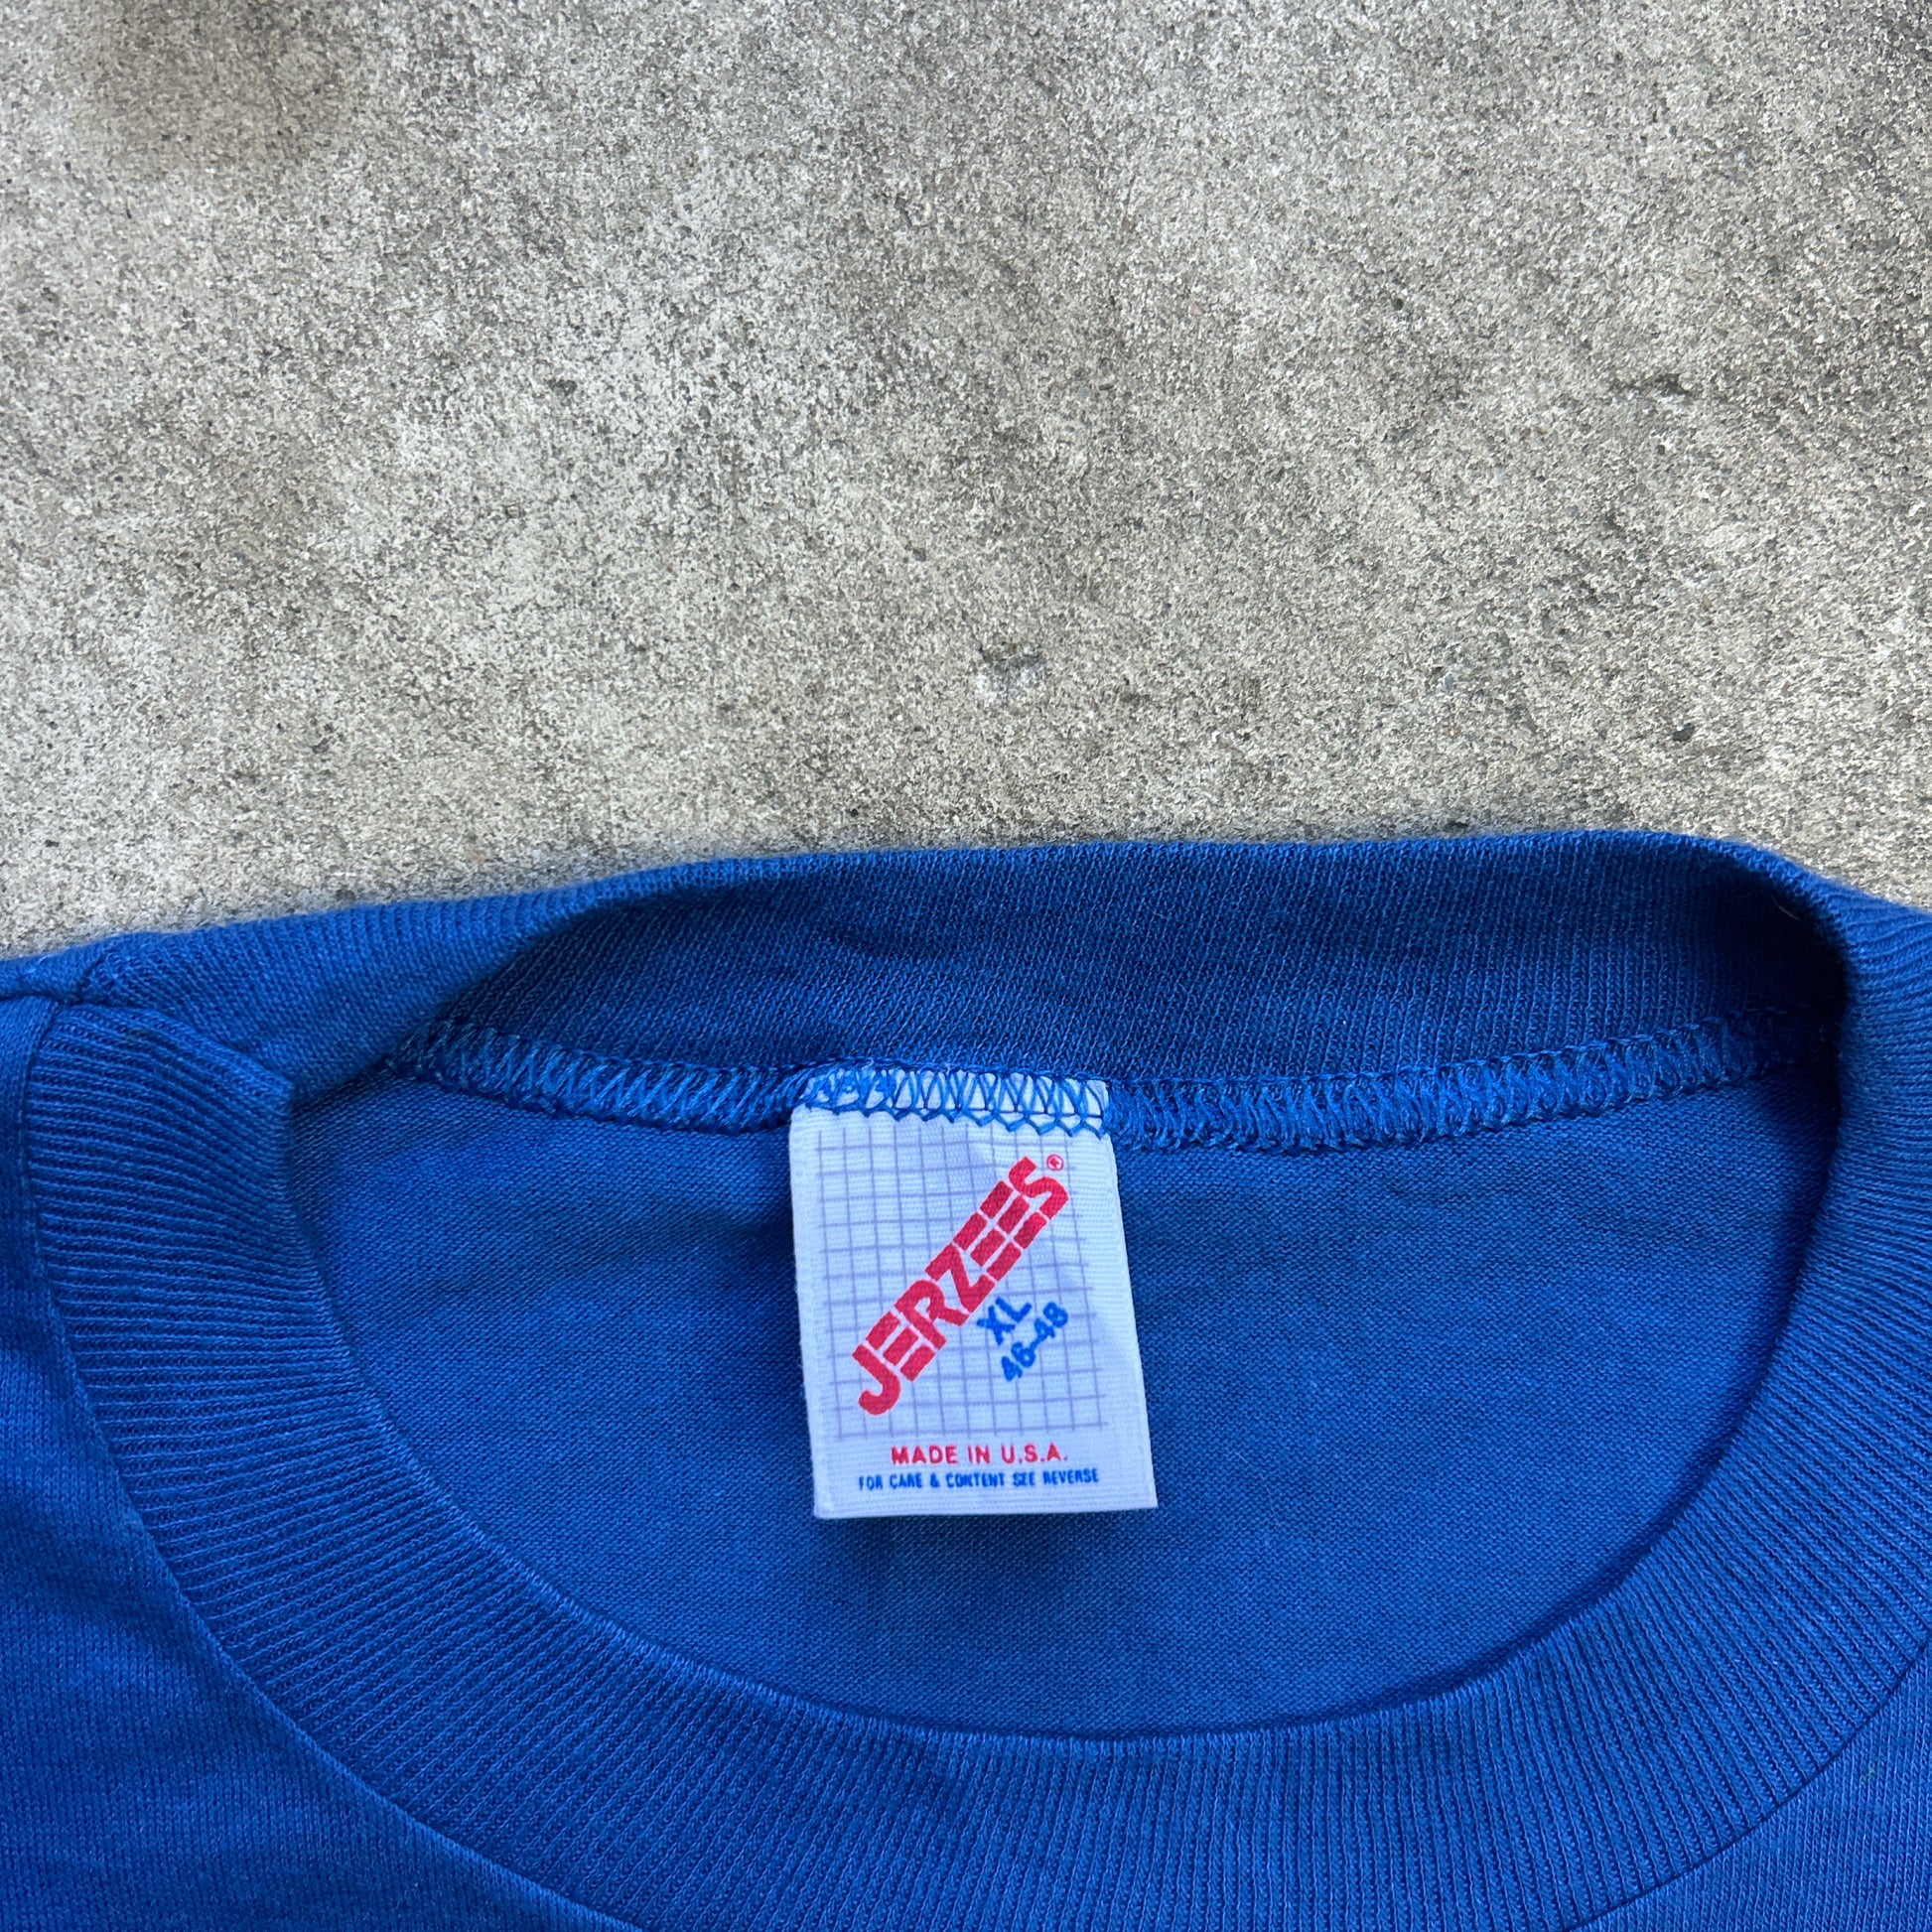 JERZEES®
XL
46-48
MADE IN U.S.A.
FOR CARE & CONTENT SEE REVERSE